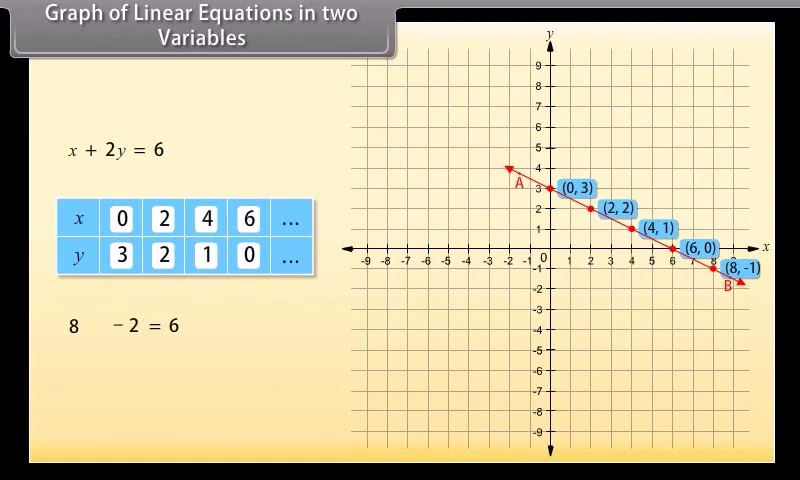 Graph of Linear Equations in two
Variables
x + 2y = 6
x 0 2 4 6 ...
y 3 2 1 0 ...
8 - 2 = 6
y
9
8
7
6
5
4
3
2
1
A
(0, 3)
(2, 2)
(4, 1)
(6, 0)
(8, -1)
B
x
-9 -8 -7 -6 -5 -4 -3 -2 -1 0 1 2 3 4 5 6 7 8 9
-1
-2
-3
-4
-5
-6
-7
-8
-9